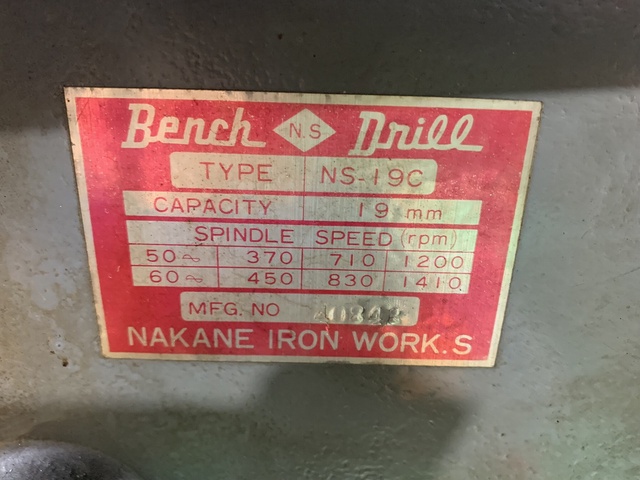 Bench N.S Drill
TYPE NS-19C
CAPACITY 19 mm
SPINDLE SPEED (rpm)
50~ 370 710 1200
60~ 450 830 1410
MFG. NO
NAKANE IRON WORK.S